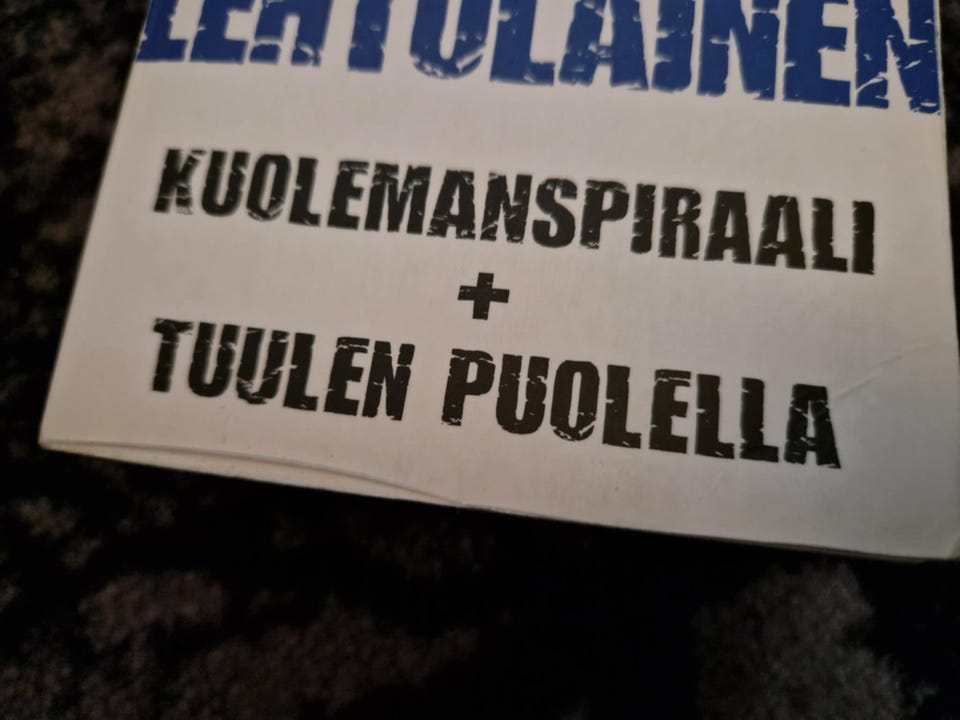 LEHTOLAINEN
KUOLEMANSPIRAALI
+
TUULEN PUOLELLA